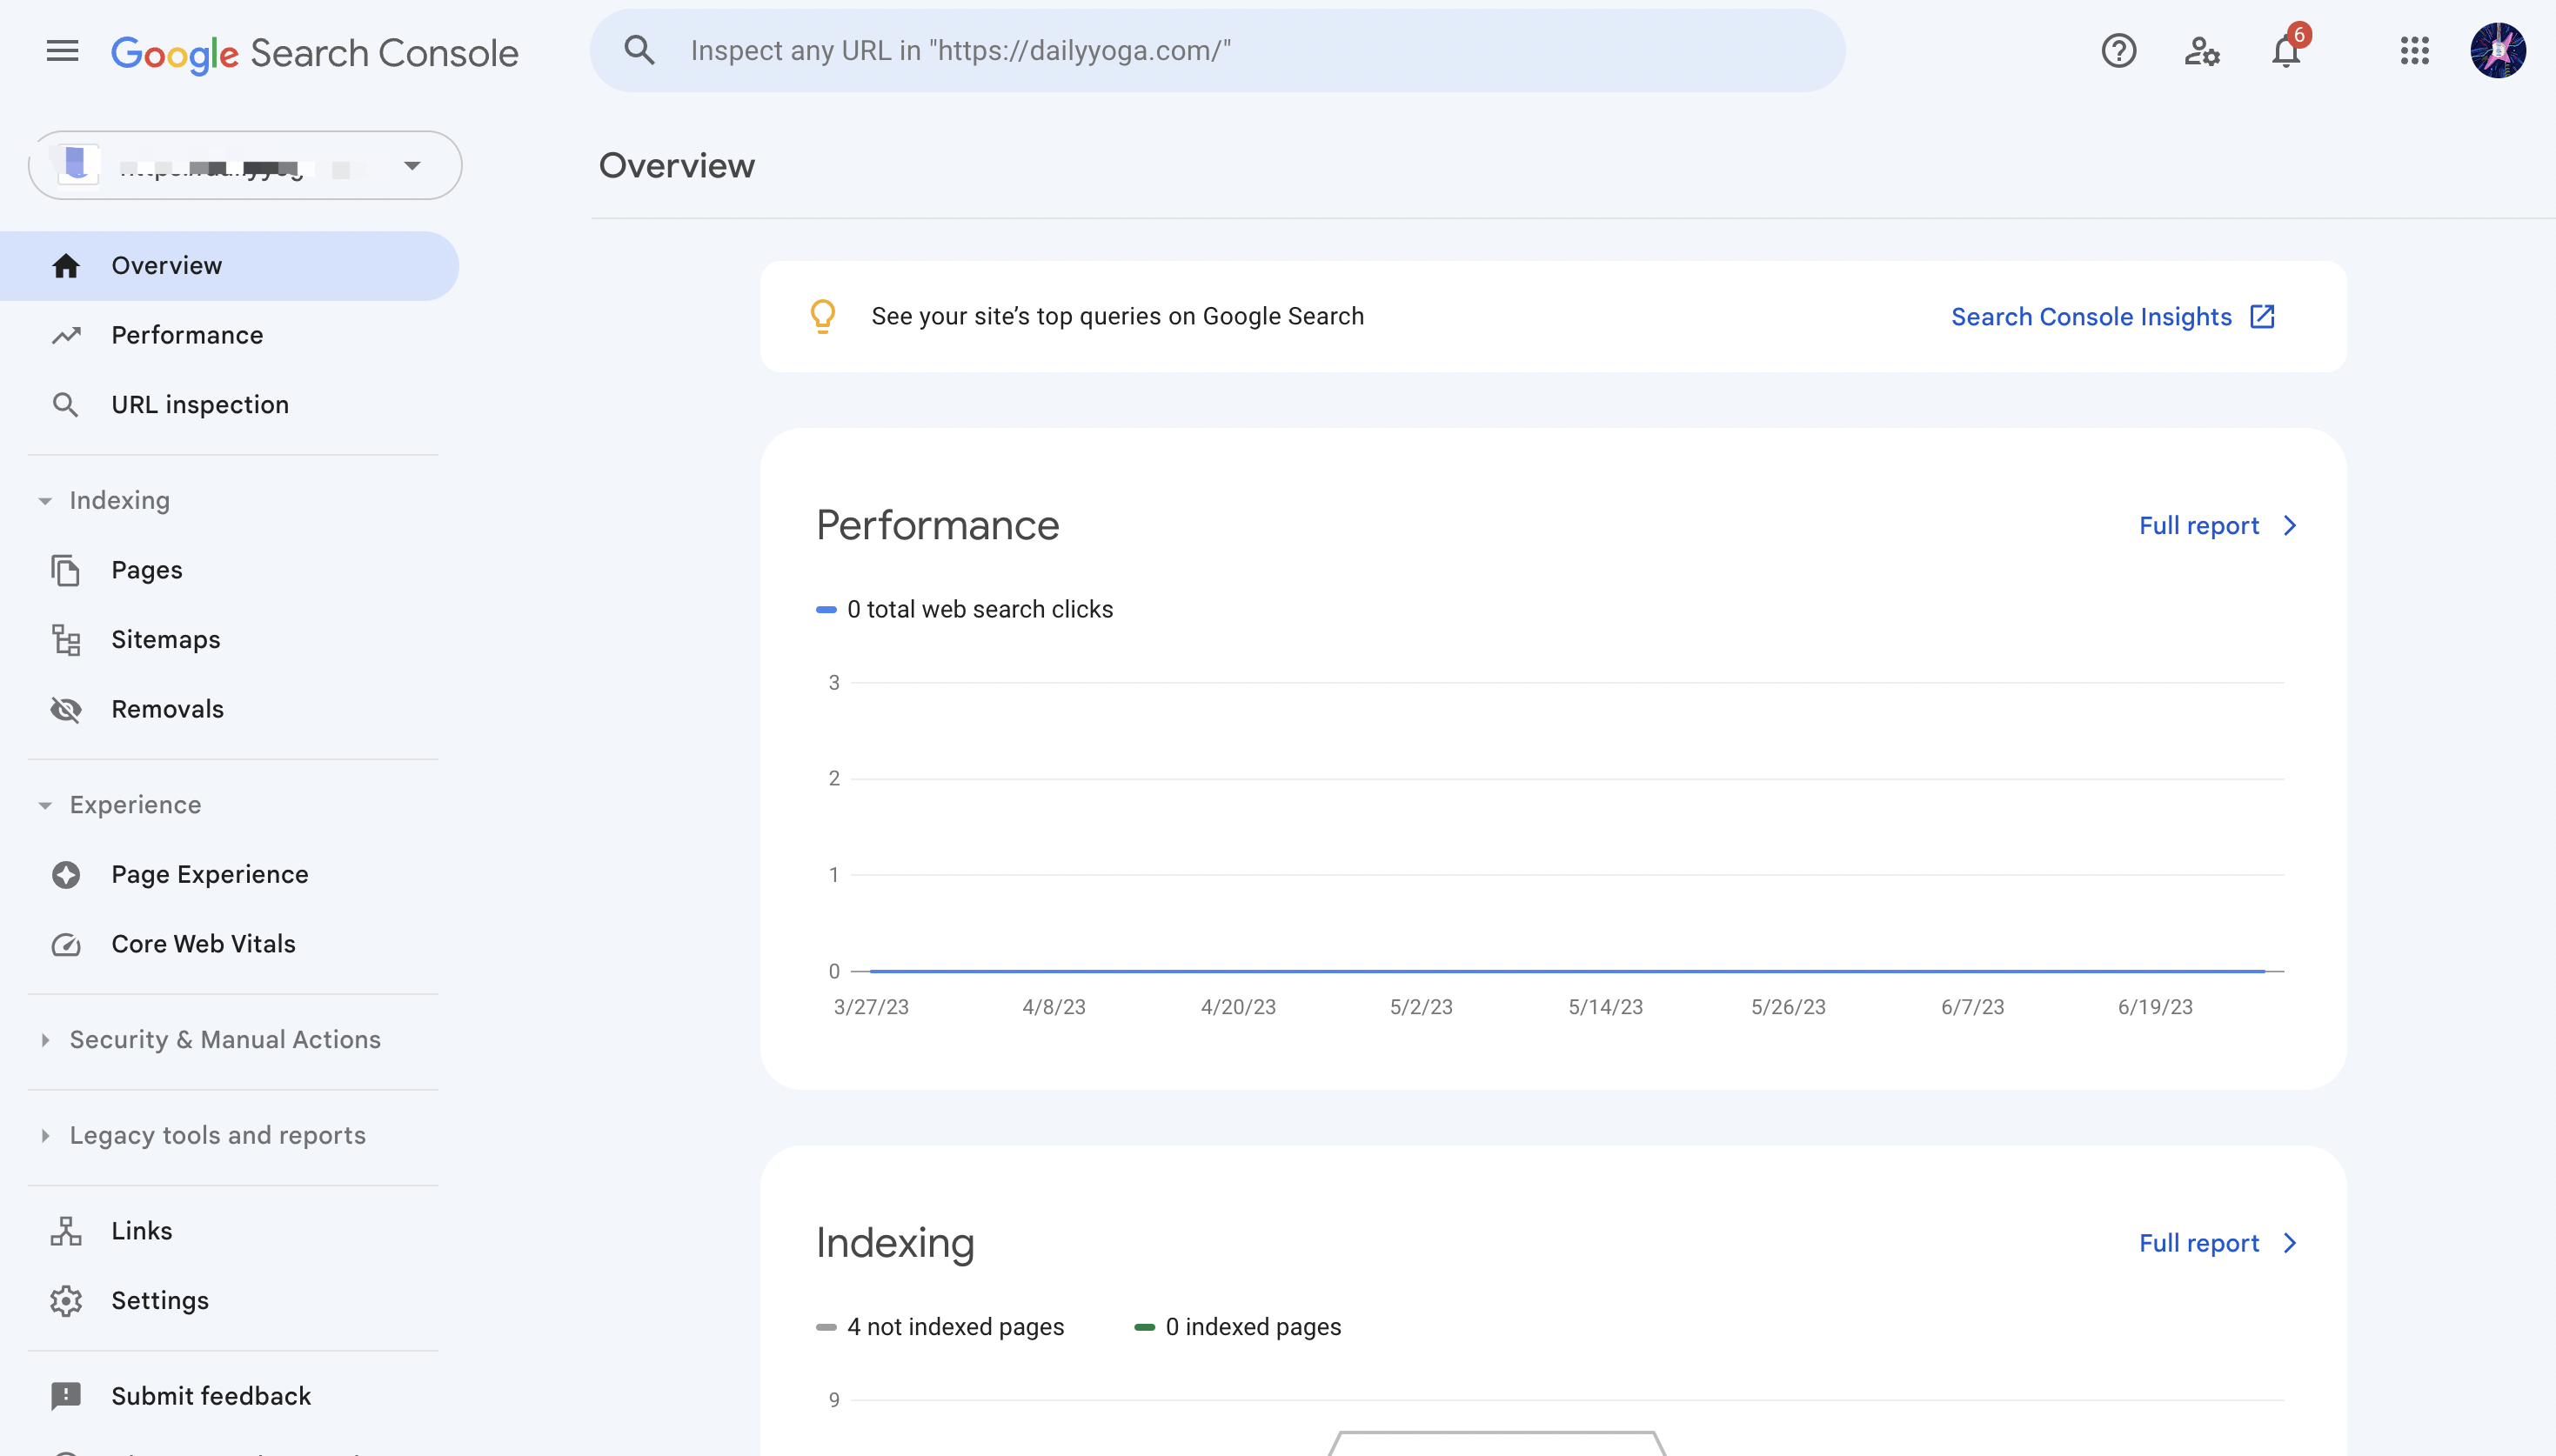 Google Search Console
Inspect any URL in "https://dailyyoga.com/"
6
Overview
Performance
URL inspection
Indexing
Pages
Sitemaps
Removals
Experience
Page Experience
Core Web Vitals
Security & Manual Actions
Legacy tools and reports
Links
Settings
Submit feedback
Overview
See your site’s top queries on Google Search
Search Console Insights
Performance
Full report
0 total web search clicks
3
2
1
0
3/27/23 4/8/23 4/20/23 5/2/23 5/14/23 5/26/23 6/7/23 6/19/23
Indexing
Full report
4 not indexed pages 0 indexed pages
9